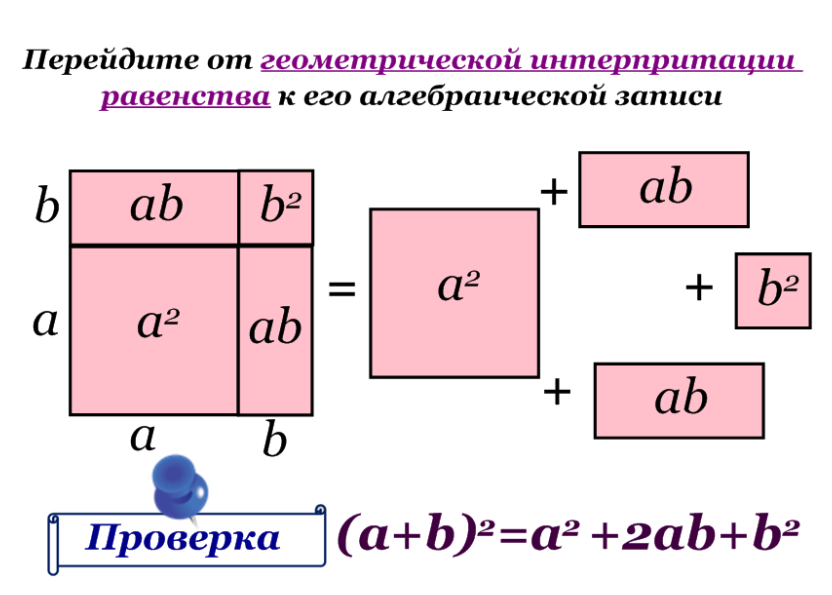 Перейдите от геометрической интерпритации
равенства к его алгебраической записи
b ab b²
a a² ab
a b
=
a²
+ ab
+ b²
+ ab
Проверка
(a+b)²=a²+2ab+b²